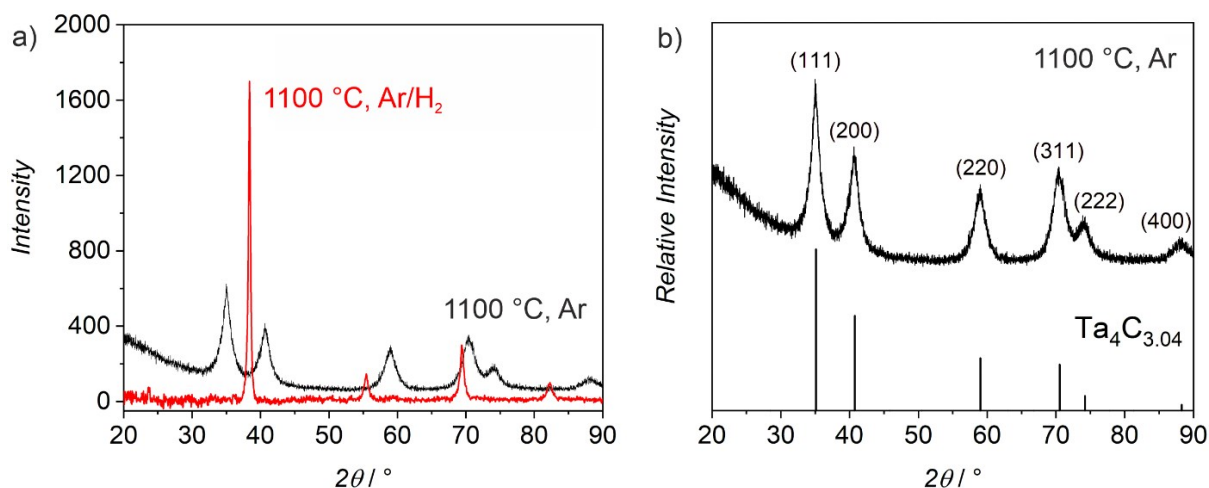 a)
2000
1600
1200
800
400
0
Intensity
1100 °C, Ar/H₂
1100 °C, Ar
20 30 40 50 60 70 80 90
2θ / °
b)
1100 °C, Ar
(111)
(200)
(220)
(311)
(222)
(400)
Relative Intensity
Ta₄C₃.₀₄
20 30 40 50 60 70 80 90
2θ / °